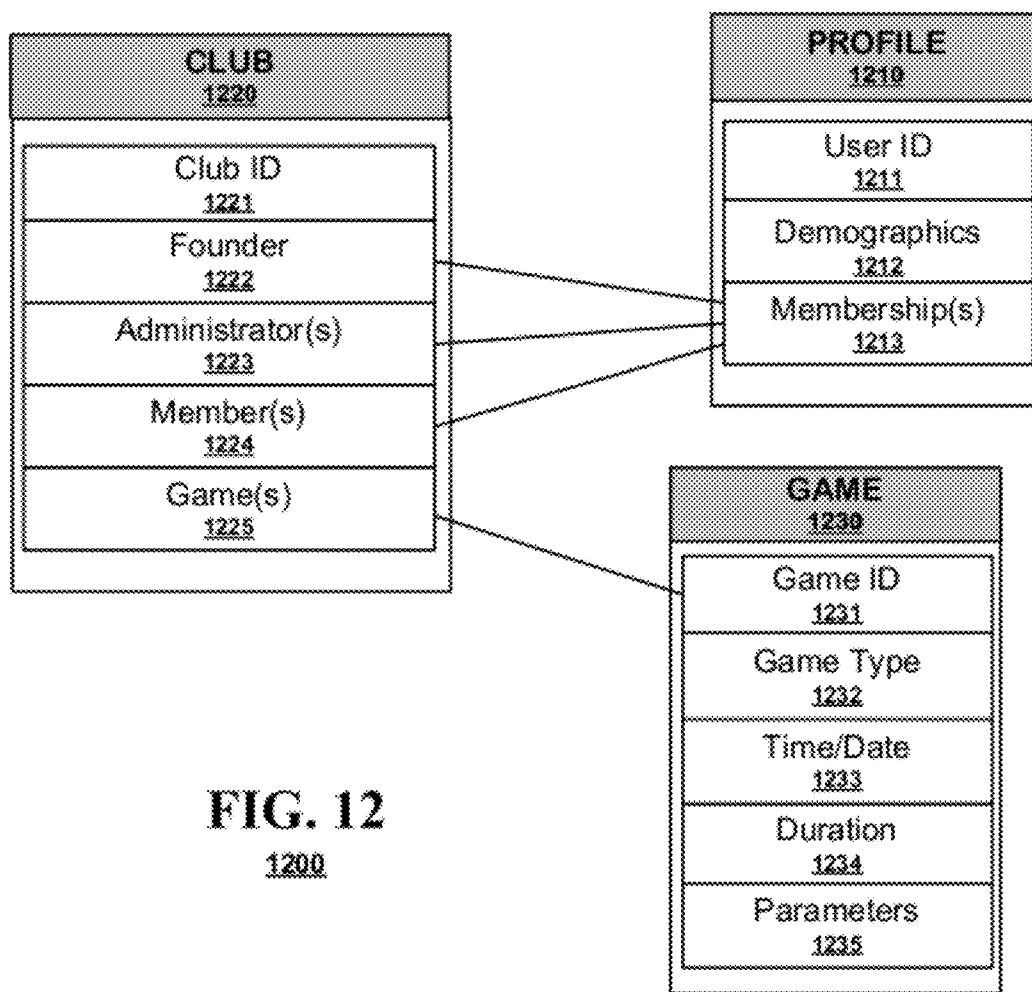 CLUB
1220
Club ID
1221
Founder
1222
Administrator(s)
1223
Member(s)
1224
Game(s)
1225
PROFILE
1210
User ID
1211
Demographics
1212
Membership(s)
1213
GAME
1230
Game ID
1231
Game Type
1232
Time/Date
1233
Duration
1234
Parameters
1235
FIG. 12
1200